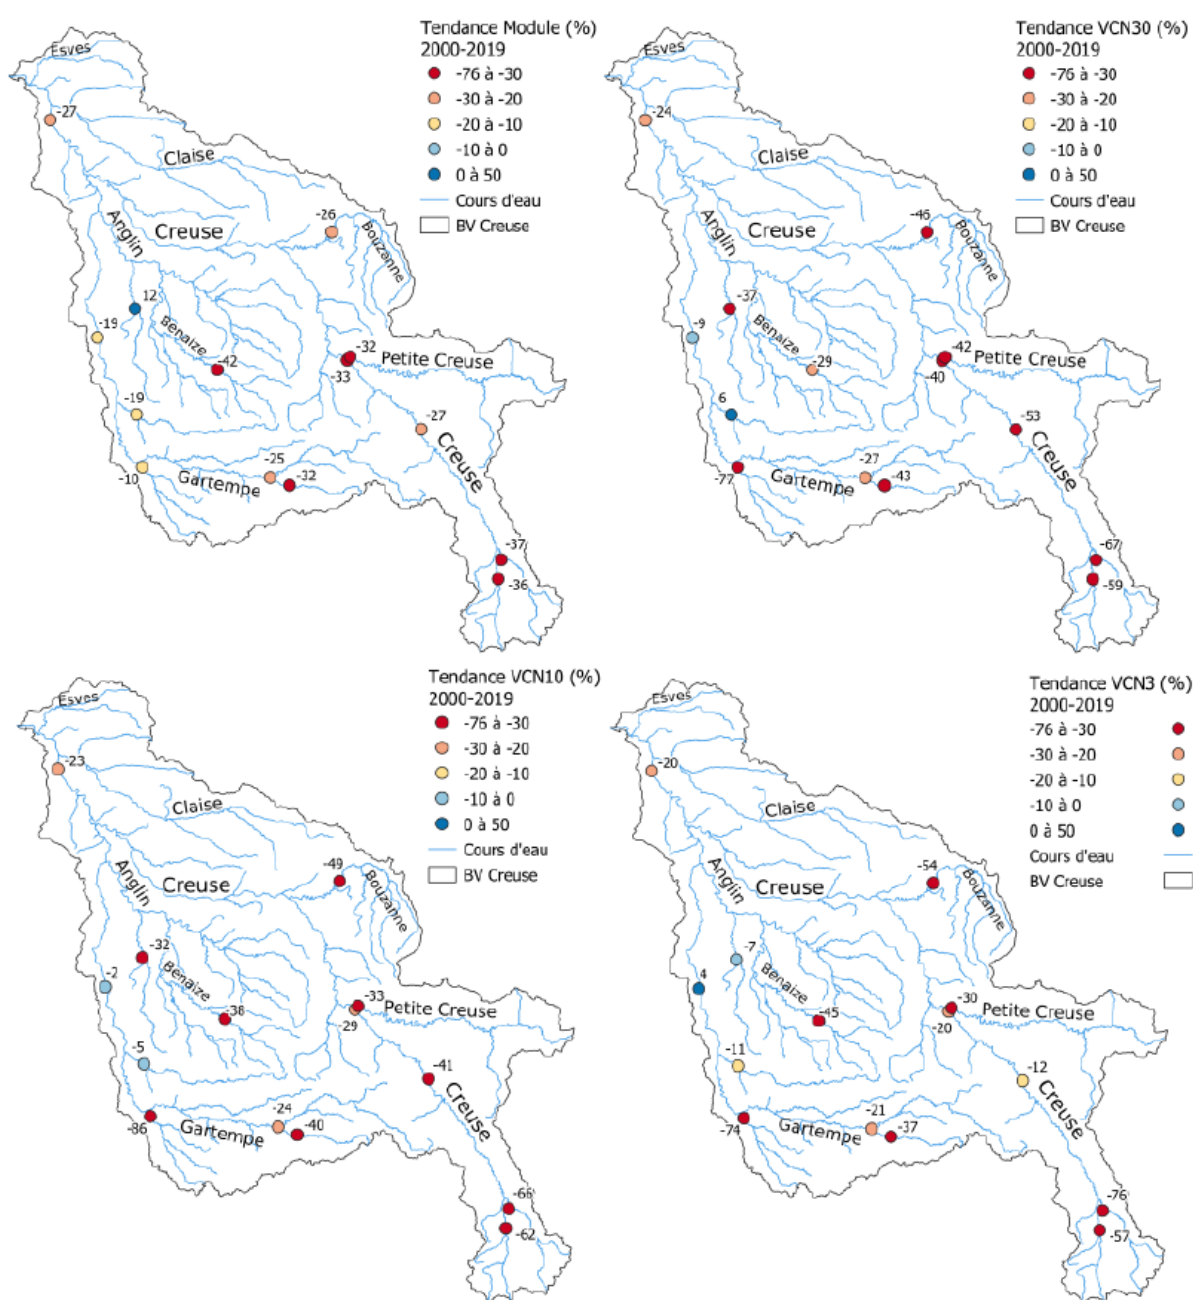 Tendance Module (%)
2000-2019
-76 à -30
-30 à -20
-20 à -10
-10 à 0
0 à 50
Cours d'eau
BV Creuse
Esves
-27
Claise
-26
Anglin
Creuse
Bouzanne
12
-19
Benaize
-42
-32
Petite Creuse
-33
-19
-27
-25
Creuse
-10
Gartempe
-32
-37
-36
Tendance VCN30 (%)
2000-2019
-76 à -30
-30 à -20
-20 à -10
-10 à 0
0 à 50
Cours d'eau
BV Creuse
Esves
-24
Claise
-46
Anglin
Creuse
Bouzanne
-37
-9
Benaize
-29
-42
Petite Creuse
-40
6
-53
-27
Creuse
-77
Gartempe
-43
-67
-59
Tendance VCN10 (%)
2000-2019
-76 à -30
-30 à -20
-20 à -10
-10 à 0
0 à 50
Cours d'eau
BV Creuse
Esves
-23
Claise
-49
Anglin
Creuse
Bouzanne
-32
-2
Benaize
-38
-33
Petite Creuse
-29
-5
-41
-24
Creuse
-86
Gartempe
-40
-66
-62
Tendance VCN3 (%)
2000-2019
-76 à -30
-30 à -20
-20 à -10
-10 à 0
0 à 50
Cours d'eau
BV Creuse
Esves
-20
Claise
-54
Anglin
Creuse
Bouzanne
-7
4
Benaize
-45
-30
Petite Creuse
-20
-11
-12
-21
Creuse
-74
Gartempe
-37
-76
-57